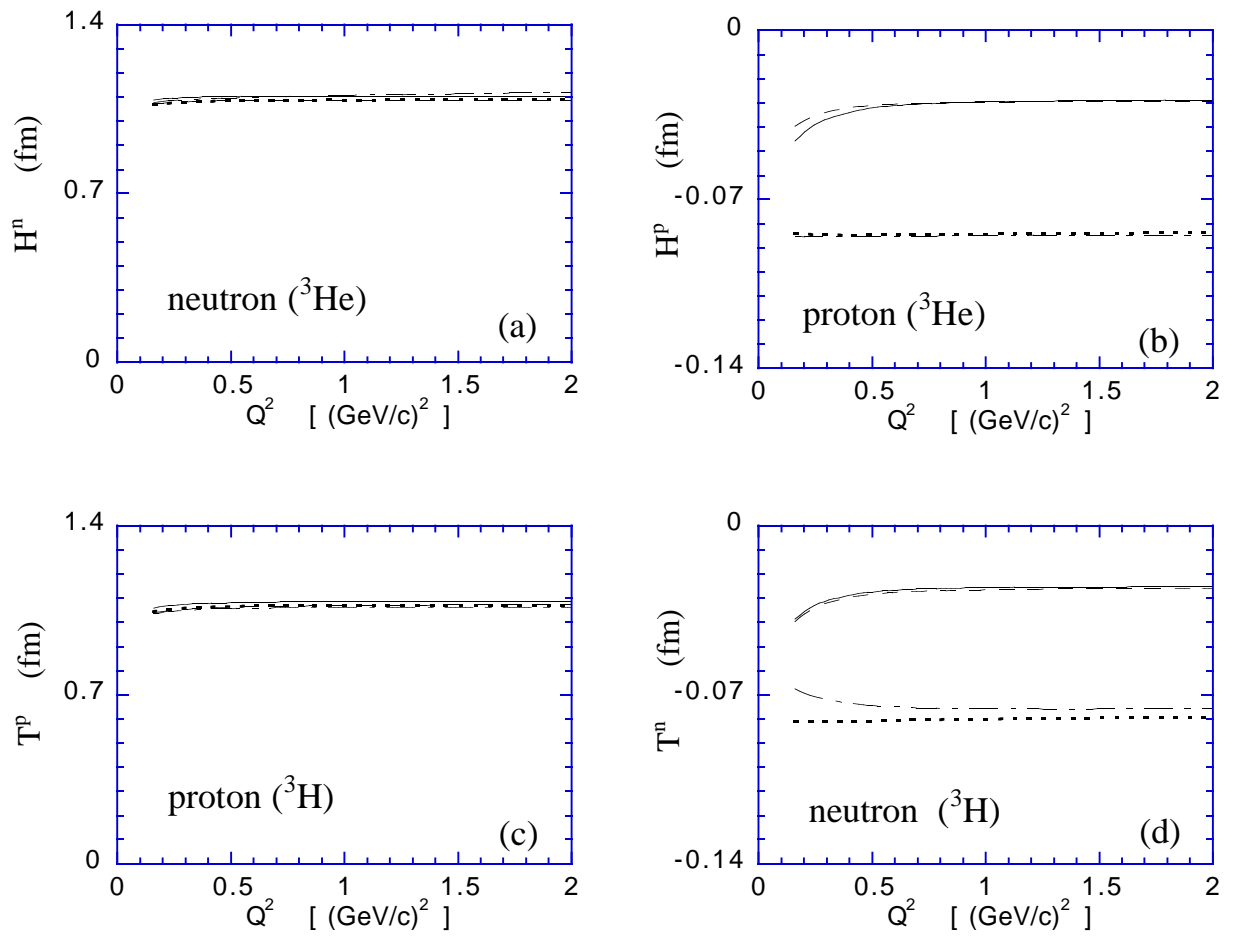 1.4
H^n (fm)
0.7
neutron (^3He)
(a)
0
0 0.5 1 1.5 2
Q^2 [ (GeV/c)^2 ]
0
H^p (fm)
-0.07
proton (^3He)
(b)
-0.14
0 0.5 1 1.5 2
Q^2 [ (GeV/c)^2 ]
1.4
T^p (fm)
0.7
proton (^3H)
(c)
0
0 0.5 1 1.5 2
Q^2 [ (GeV/c)^2 ]
0
T^n (fm)
-0.07
neutron (^3H)
(d)
-0.14
0 0.5 1 1.5 2
Q^2 [ (GeV/c)^2 ]